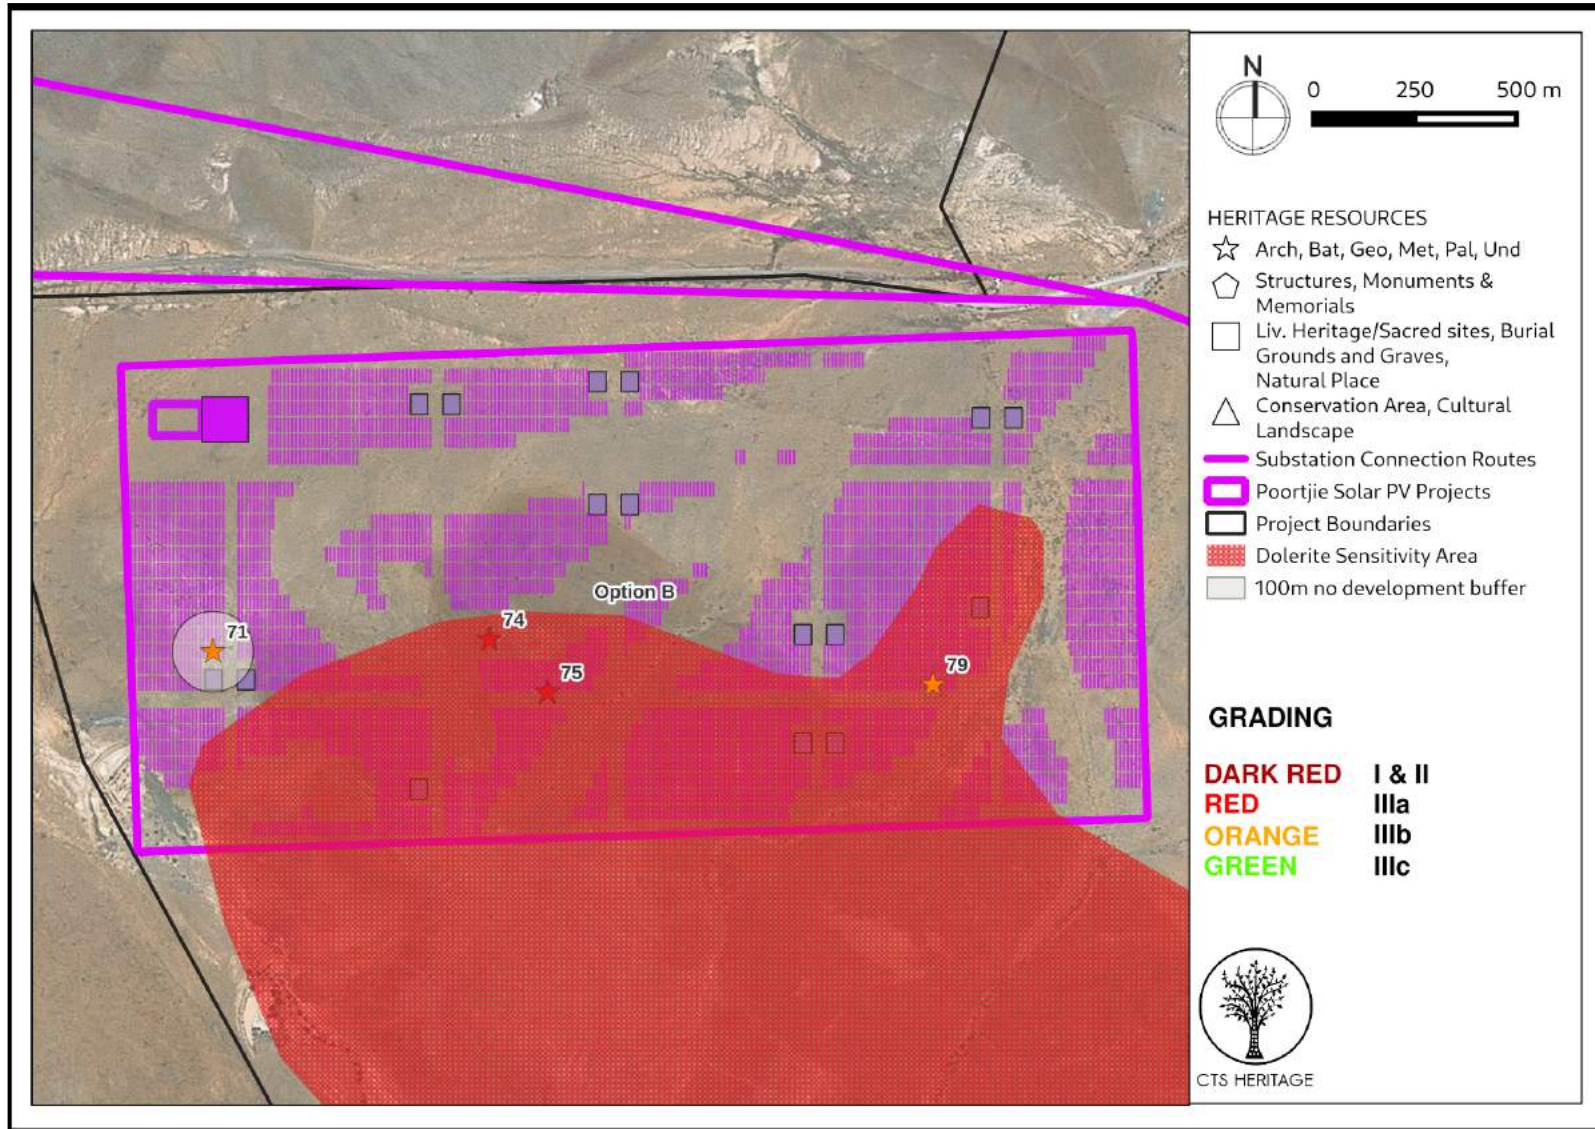 N
0 250 500 m
HERITAGE RESOURCES
Arch, Bat, Geo, Met, Pal, Und
Structures, Monuments &
Memorials
Liv. Heritage/Sacred sites, Burial
Grounds and Graves,
Natural Place
Conservation Area, Cultural
Landscape
Substation Connection Routes
Poortjie Solar PV Projects
Project Boundaries
Dolerite Sensitivity Area
100m no development buffer
Option B
74
71
75
79
GRADING
DARK RED I & II
RED IIIa
ORANGE IIIb
GREEN IIIc
CTS HERITAGE